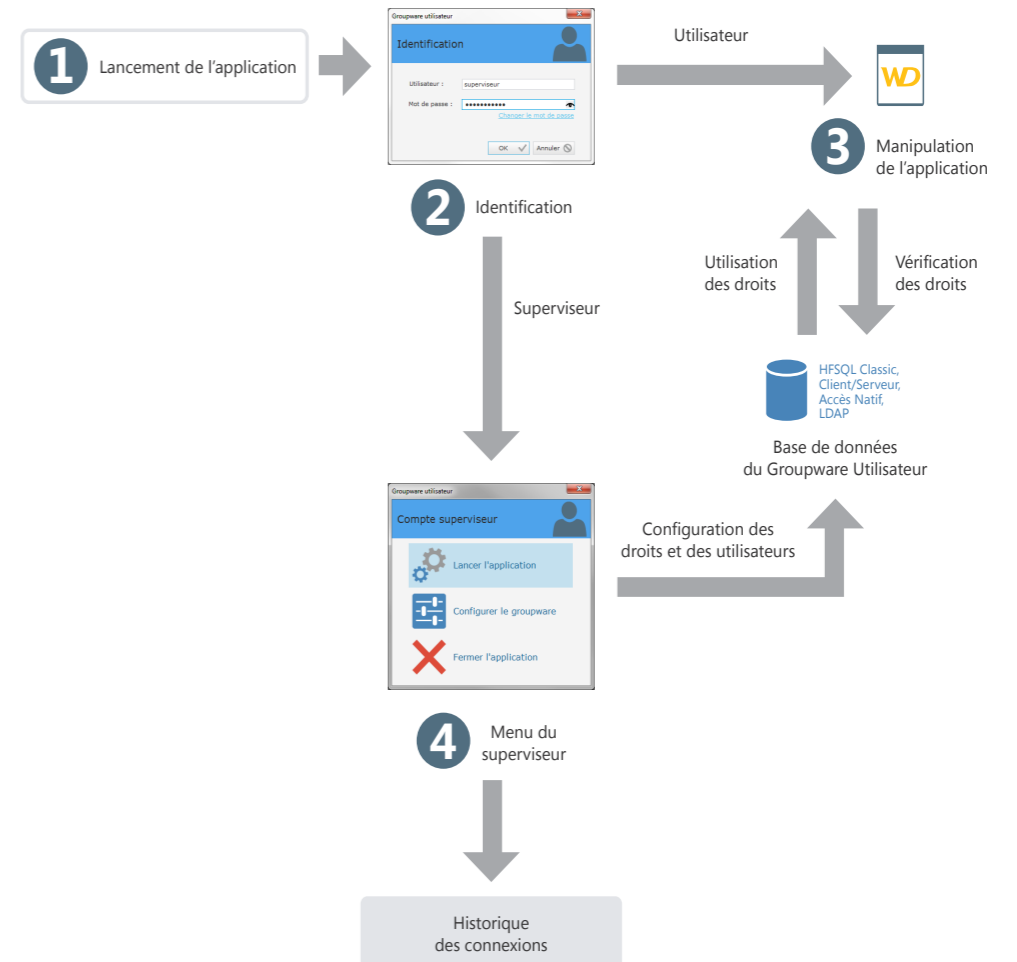 1
Lancement de l'application
Groupware utilisateur
Identification
Utilisateur :
superviseur
Mot de passe :
•••••••••••
Changer le mot de passe
OK
Annuler
Utilisateur
WD
3
Manipulation
de l'application
2
Identification
Utilisation
des droits
Vérification
des droits
Superviseur
HFSQL Classic,
Client/Serveur,
Accès Natif,
LDAP
Base de données
du Groupware Utilisateur
Groupware utilisateur
Compte superviseur
Lancer l'application
Configurer le groupware
Fermer l'application
Configuration des
droits et des utilisateurs
4
Menu du
superviseur
Historique
des connexions